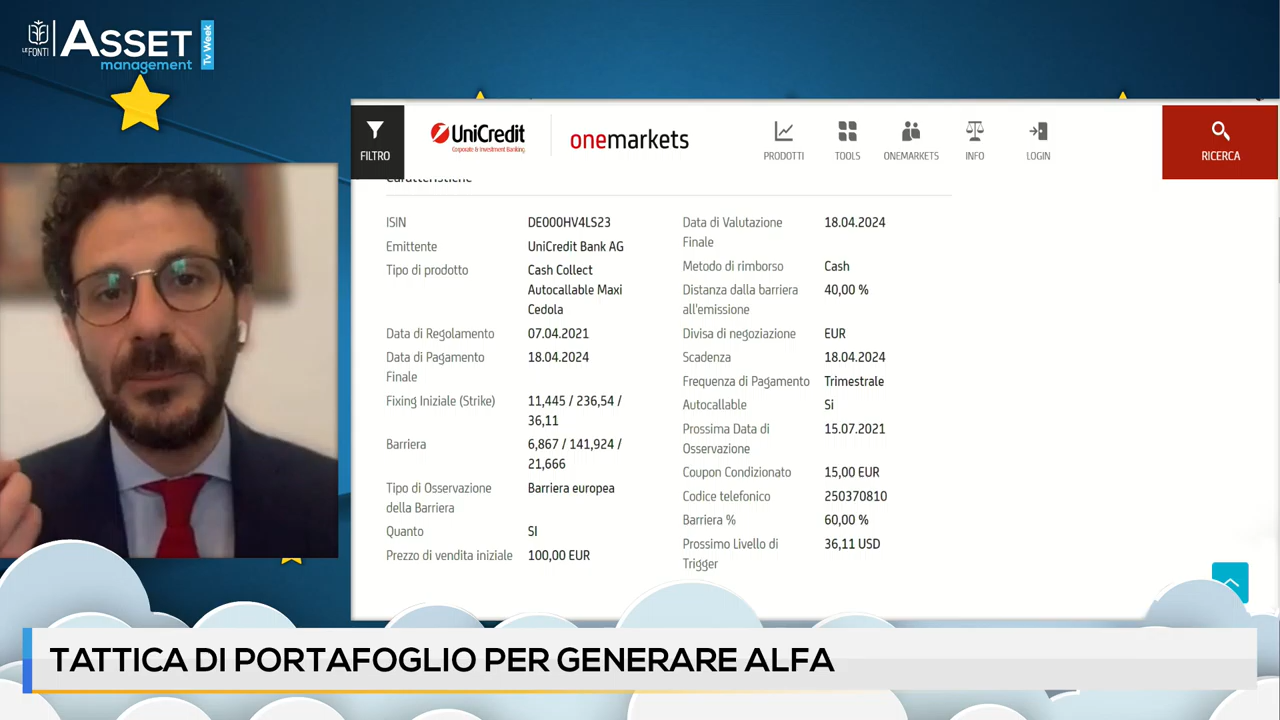 LE FONTI
ASSET
management
Tv Week
FILTRO
UniCredit
Corporate & Investment Banking
onemarkets
PRODOTTI
TOOLS
ONEMARKETS
INFO
LOGIN
RICERCA
Caratteristiche
ISIN DE000HV4LS23
Emittente UniCredit Bank AG
Tipo di prodotto Cash Collect
Autocallable Maxi
Cedola
Data di Regolamento 07.04.2021
Data di Pagamento 18.04.2024
Finale
Fixing Iniziale (Strike) 11,445 / 236,54 /
36,11
Barriera 6,867 / 141,924 /
21,666
Tipo di Osservazione Barriera europea
della Barriera
Quanto SI
Prezzo di vendita iniziale 100,00 EUR
Data di Valutazione 18.04.2024
Finale
Metodo di rimborso Cash
Distanza dalla barriera 40,00 %
all'emissione
Divisa di negoziazione EUR
Scadenza 18.04.2024
Frequenza di Pagamento Trimestrale
Autocallable Si
Prossima Data di 15.07.2021
Osservazione
Coupon Condizionato 15,00 EUR
Codice telefonico 250370810
Barriera % 60,00 %
Prossimo Livello di 36,11 USD
Trigger
TATTICA DI PORTAFOGLIO PER GENERARE ALFA